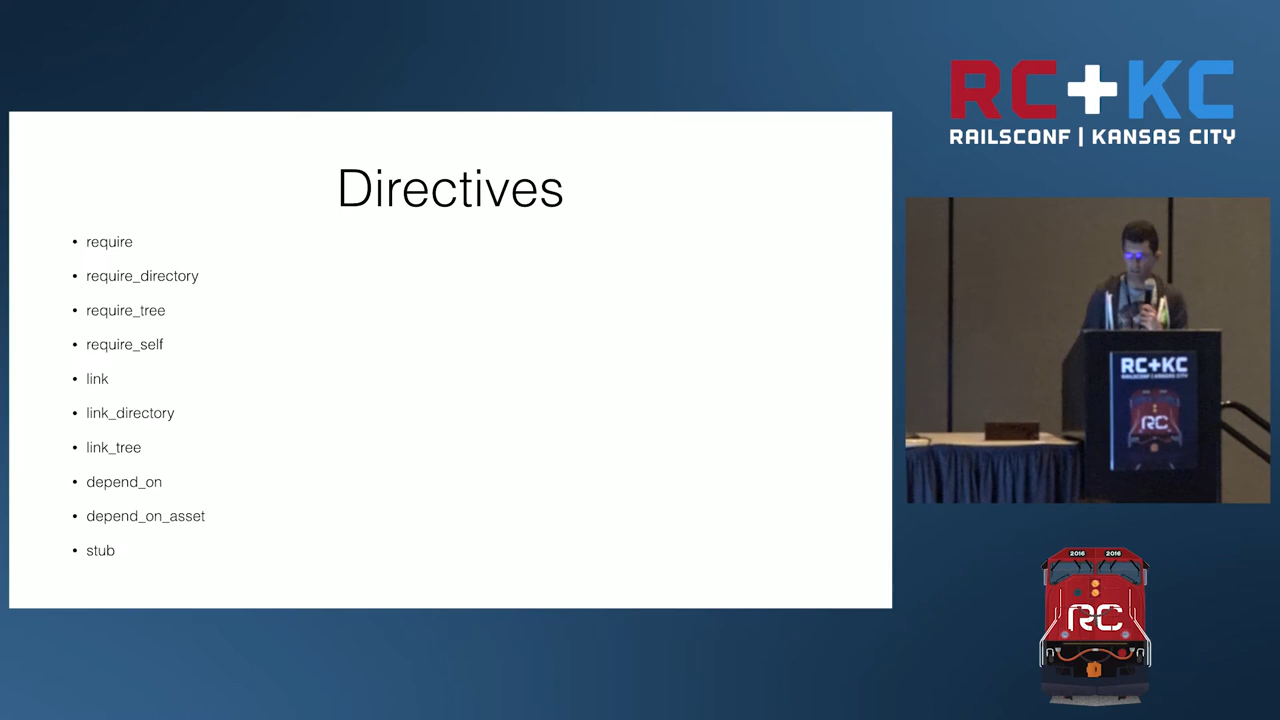 Directives
• require
• require_directory
• require_tree
• require_self
• link
• link_directory
• link_tree
• depend_on
• depend_on_asset
• stub
RC+KC
RAILSCONF | KANSAS CITY
RC+KC
RAILSCONF | KANSAS CITY
RC
2016 2016
RC